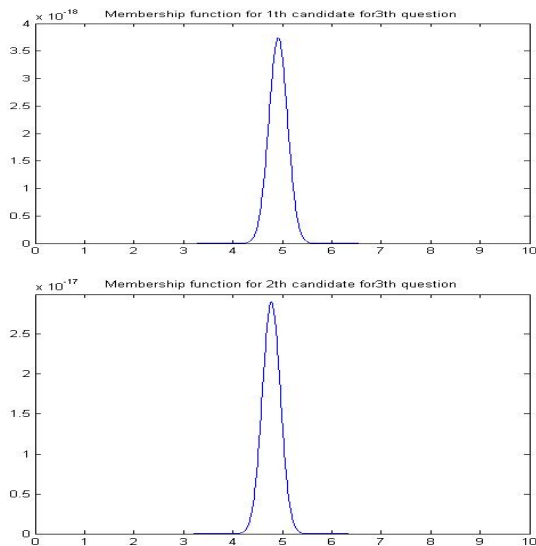 x 10-18
Membership function for 1th candidate for3th question
4
3.5
3
2.5
2
1.5
1
0.5
0
0 1 2 3 4 5 6 7 8 9 10
x 10-17
Membership function for 2th candidate for3th question
2.5
2
1.5
1
0.5
0
0 1 2 3 4 5 6 7 8 9 10